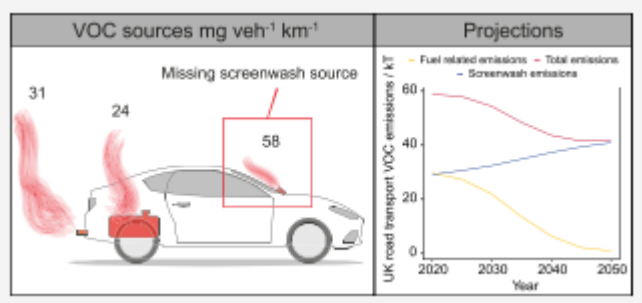 VOC sources mg veh-1 km-1
Missing screenwash source
31
24
58
Projections
Fuel related emissions
Total emissions
Screenwash emissions
UK road transport VOC emissions / kT
60
40
20
0
2020
2030
2040
2050
Year